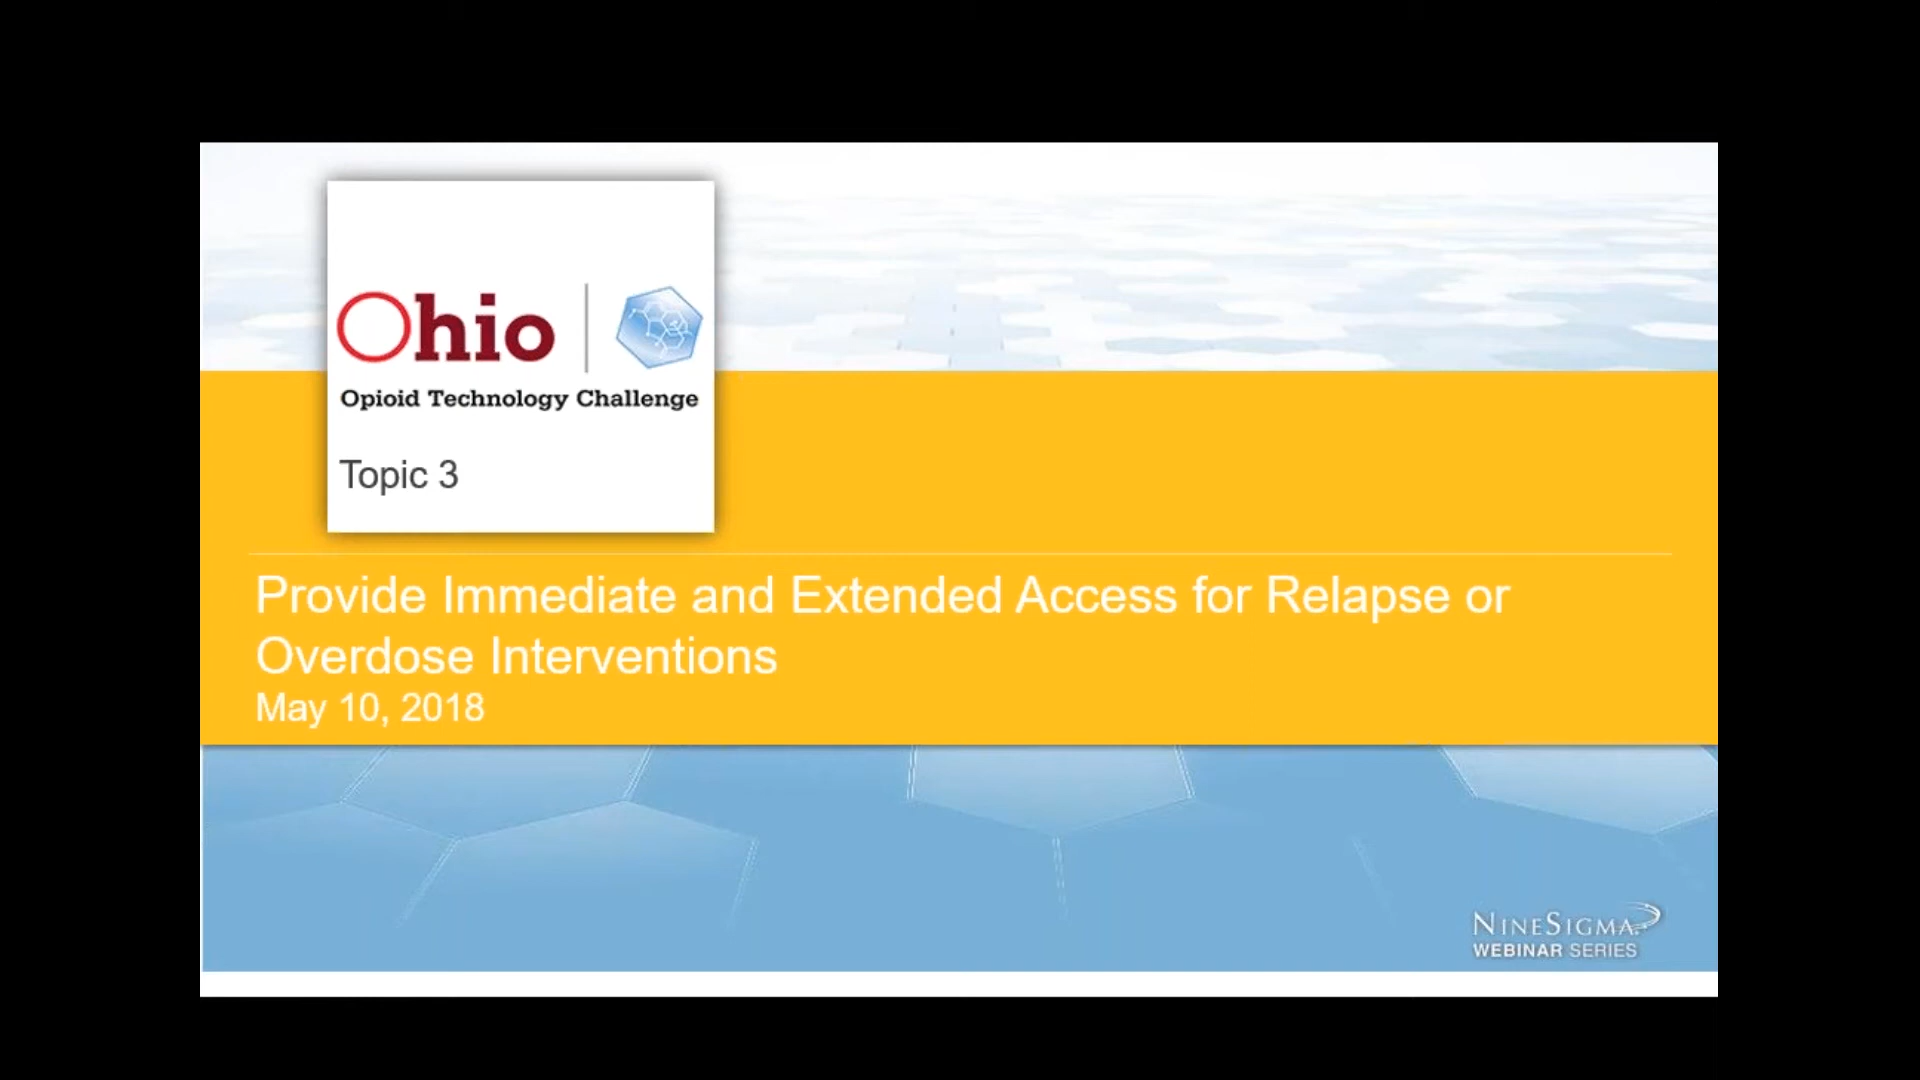 Ohio
Opioid Technology Challenge
Topic 3
Provide Immediate and Extended Access for Relapse or
Overdose Interventions
May 10, 2018
NINESIGMA
WEBINAR SERIES